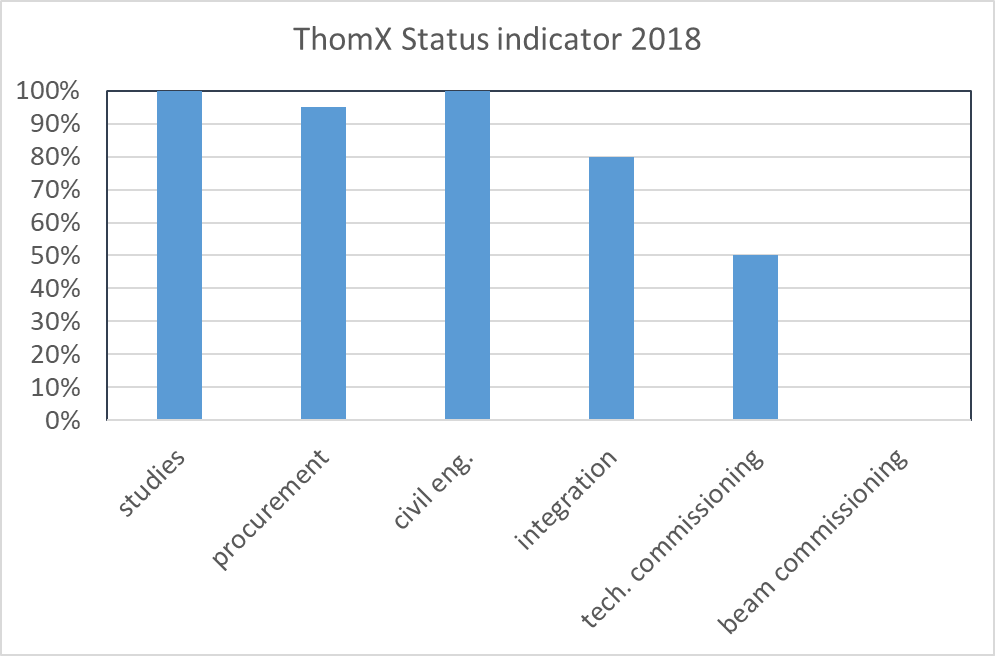 ThomX Status indicator 2018
100%
90%
80%
70%
60%
50%
40%
30%
20%
10%
0%
studies
procurement
civil eng.
integration
tech. commissioning
beam commissioning